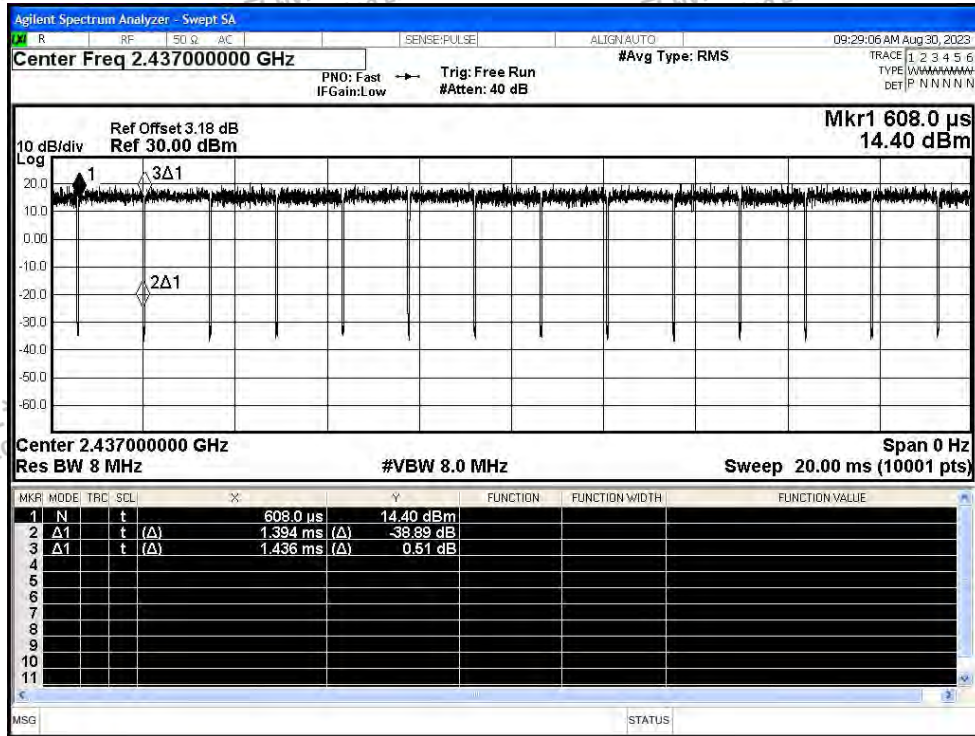 Agilent Spectrum Analyzer - Swept SA
LXI R RF 50 Ω AC SENSE:PULSE ALIGN AUTO 09:29:06 AM Aug 30, 2023
Center Freq 2.437000000 GHz #Avg Type: RMS TRACE 1 2 3 4 5 6
PNO: Fast Trig: Free Run TYPE WWWWWW
IFGain:Low #Atten: 40 dB DET P N N N N N
Mkr1 608.0 µs
Ref Offset 3.18 dB
10 dB/div Ref 30.00 dBm 14.40 dBm
Log
1 3Δ1
20.0
10.0
0.00
-10.0
2Δ1
-20.0
-30.0
-40.0
-50.0
-60.0
Center 2.437000000 GHz Span 0 Hz
Res BW 8 MHz #VBW 8.0 MHz Sweep 20.00 ms (10001 pts)
MKR MODE TRC SCL X Y FUNCTION FUNCTION WIDTH FUNCTION VALUE
1 N t 608.0 µs 14.40 dBm
2 Δ1 t (Δ) 1.394 ms (Δ) -38.89 dB
3 Δ1 t (Δ) 1.436 ms (Δ) 0.51 dB
4
5
6
7
8
9
10
11
MSG STATUS